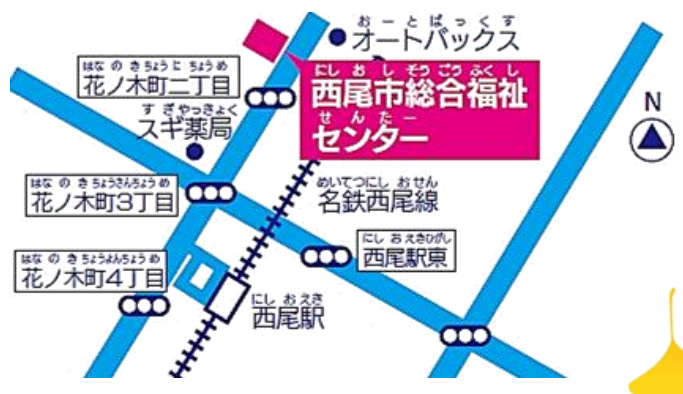 おーとばっくす
オートバックス
はなのきちょうにちょうめ
花ノ木町二丁目
にしおしそうごうふくし
西尾市総合福祉
せんたー
センター
すぎやっきょく
スギ薬局
N
はなのきちょうさんちょうめ
花ノ木町3丁目
めいてつにしおせん
名鉄西尾線
にしおえきひがし
西尾駅東
はなのきちょうよんちょうめ
花ノ木町4丁目
にしおえき
西尾駅